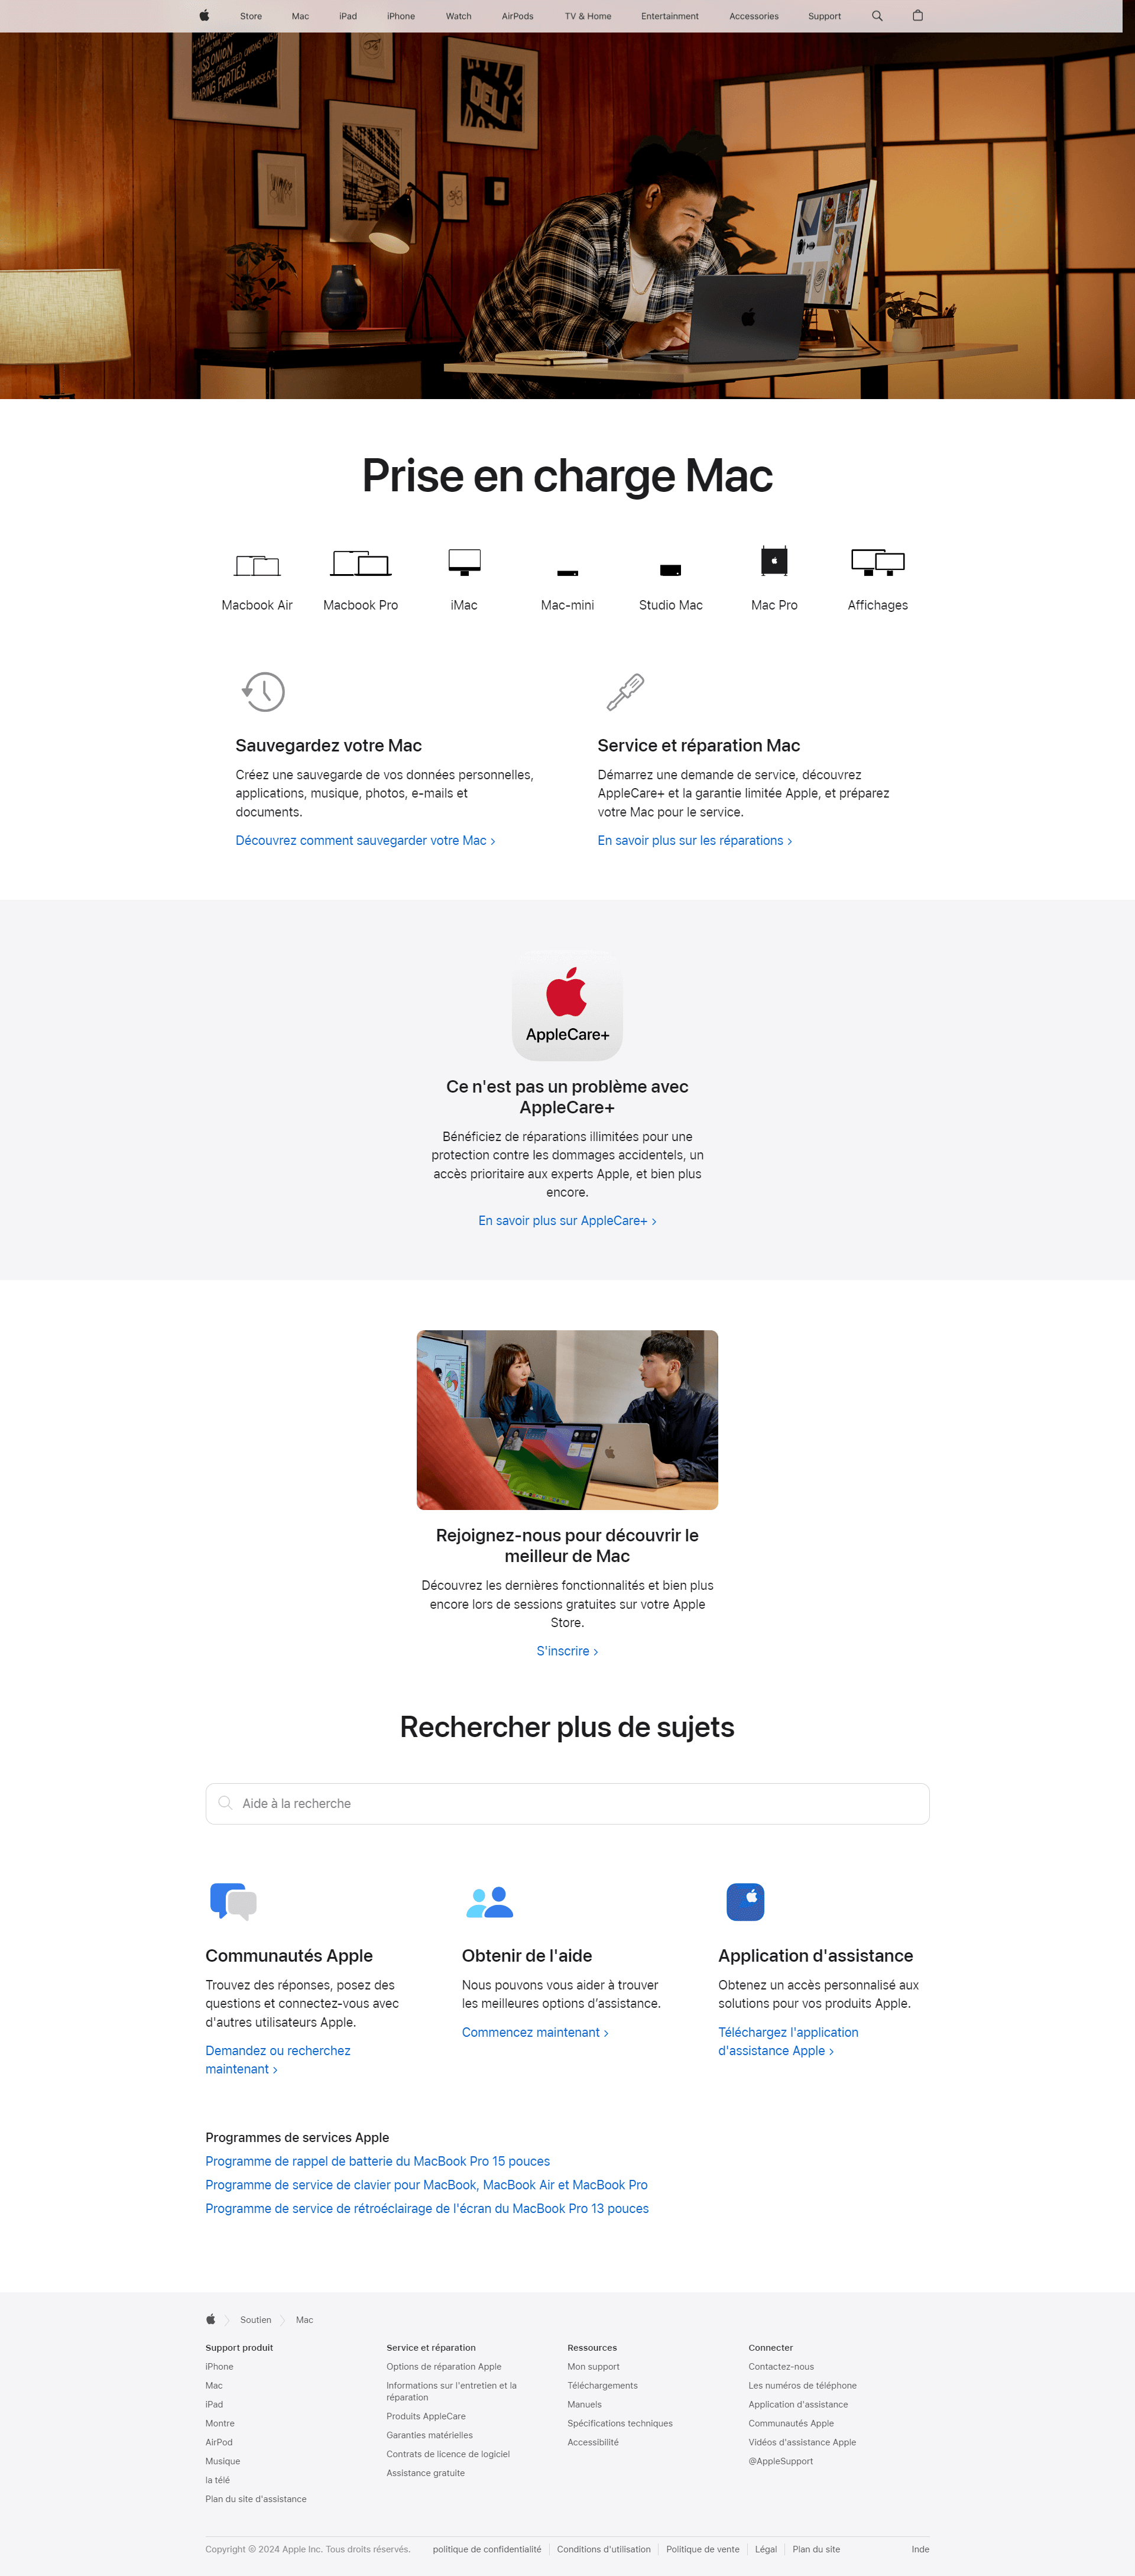 Store Mac iPad iPhone Watch AirPods TV & Home Entertainment Accessories Support
DELI
Prise en charge Mac
Macbook Air Macbook Pro iMac Mac-mini Studio Mac Mac Pro Affichages
Sauvegardez votre Mac
Créez une sauvegarde de vos données personnelles,
applications, musique, photos, e-mails et
documents.
Découvrez comment sauvegarder votre Mac >
Service et réparation Mac
Démarrez une demande de service, découvrez
AppleCare+ et la garantie limitée Apple, et préparez
votre Mac pour le service.
En savoir plus sur les réparations >
AppleCare+
Ce n'est pas un problème avec
AppleCare+
Bénéficiez de réparations illimitées pour une
protection contre les dommages accidentels, un
accès prioritaire aux experts Apple, et bien plus
encore.
En savoir plus sur AppleCare+ >
Rejoignez-nous pour découvrir le
meilleur de Mac
Découvrez les dernières fonctionnalités et bien plus
encore lors de sessions gratuites sur votre Apple
Store.
S'inscrire >
Rechercher plus de sujets
Aide à la recherche
Communautés Apple
Trouvez des réponses, posez des
questions et connectez-vous avec
d'autres utilisateurs Apple.
Demandez ou recherchez
maintenant >
Obtenir de l'aide
Nous pouvons vous aider à trouver
les meilleures options d’assistance.
Commencez maintenant >
Application d'assistance
Obtenez un accès personnalisé aux
solutions pour vos produits Apple.
Téléchargez l'application
d'assistance Apple >
Programmes de services Apple
Programme de rappel de batterie du MacBook Pro 15 pouces
Programme de service de clavier pour MacBook, MacBook Air et MacBook Pro
Programme de service de rétroéclairage de l'écran du MacBook Pro 13 pouces
Soutien Mac
Support produit
iPhone
Mac
iPad
Montre
AirPod
Musique
la télé
Plan du site d'assistance
Service et réparation
Options de réparation Apple
Informations sur l'entretien et la
réparation
Produits AppleCare
Garanties matérielles
Contrats de licence de logiciel
Assistance gratuite
Ressources
Mon support
Téléchargements
Manuels
Spécifications techniques
Accessibilité
Connecter
Contactez-nous
Les numéros de téléphone
Application d'assistance
Communautés Apple
Vidéos d'assistance Apple
@AppleSupport
Copyright © 2024 Apple Inc. Tous droits réservés. politique de confidentialité Conditions d'utilisation Politique de vente Légal Plan du site Inde